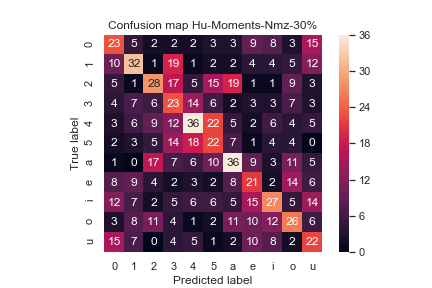 Confusion map Hu-Moments-Nmz-30%
True label
0 23 5 2 2 2 3 3 9 8 3 15
1 10 32 1 19 1 2 2 4 4 5 12
2 5 1 28 17 5 15 19 1 1 9 3
3 4 7 6 23 14 6 2 3 3 7 3
4 3 6 9 12 36 22 5 2 6 4 5
5 2 3 5 14 18 22 7 1 4 4 0
a 1 0 17 7 6 10 36 9 3 11 5
e 8 9 4 2 3 2 8 21 2 14 6
i 12 7 2 5 6 6 5 15 27 5 14
o 3 8 11 4 1 2 11 10 12 26 6
u 15 7 0 4 5 1 2 10 8 2 22
0 1 2 3 4 5 a e i o u
Predicted label
36
30
24
18
12
6
0